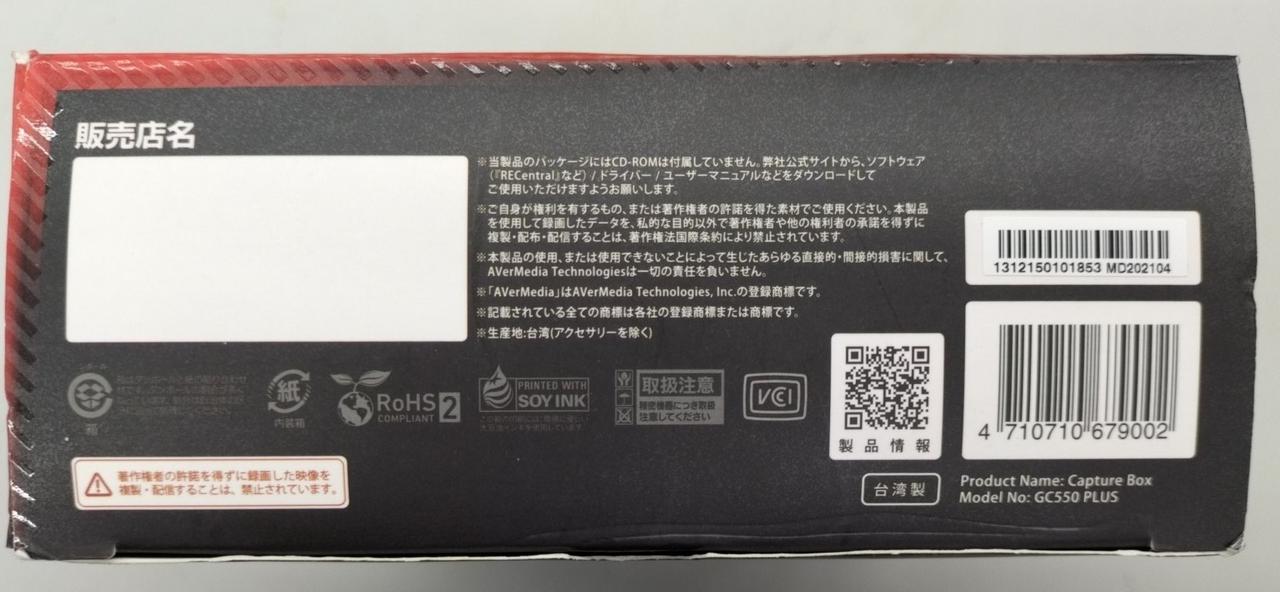 販売店名
※当製品のパッケージにはCD-ROMは付属していません。弊社公式サイトから、ソフトウェア
(『RECentral』など) / ドライバー / ユーザーマニュアルなどをダウンロードして
ご使用いただけますようお願いします。
※ご自身が権利を有するもの、または著作権者の許諾を得た素材でご使用ください。本製品
を使用して録画したデータを、私的な目的以外で著作権者や他の権利者の承諾を得ずに
複製・配布・配信することは、著作権法国際条約により禁止されています。
※本製品の使用、または使用できないことによって生じたあらゆる直接的・間接的損害に関して、
AVerMedia Technologiesは一切の責任を負いません。
※「AVerMedia」はAVerMedia Technologies, Inc.の登録商標です。
※記載されている全ての商標は各社の登録商標または商標です。
※生産地:台湾(アクセサリーを除く)
1312150101853 MD202104
4 710710 679002
製品情報
台湾製
Product Name: Capture Box
Model No: GC550 PLUS
箱
紙
内装箱
RoHS 2
COMPLIANT
PRINTED WITH
SOY INK
取扱注意
精密機器につき取扱
注意してください
VCCI
著作権者の許諾を得ずに録画した映像を
複製・配信することは、禁止されています。